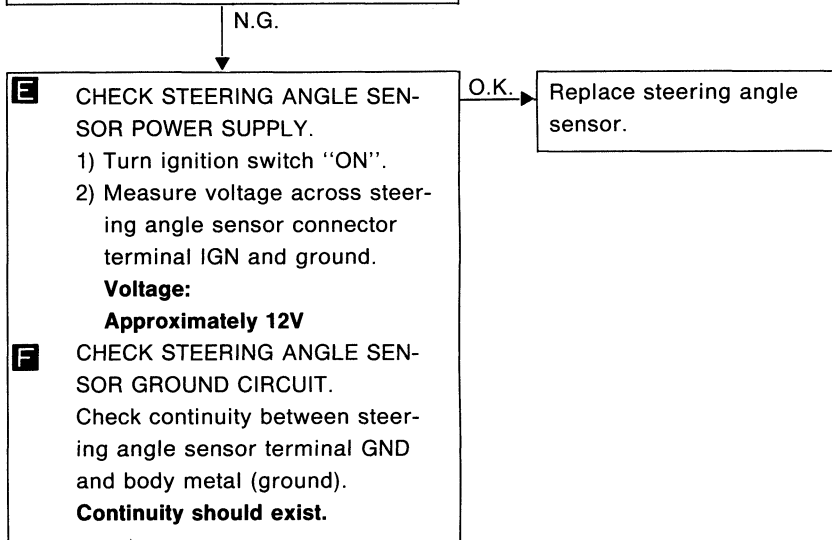 N.G.
E CHECK STEERING ANGLE SEN-
SOR POWER SUPPLY.
1) Turn ignition switch ‘‘ON’’.
2) Measure voltage across steer-
ing angle sensor connector
terminal IGN and ground.
Voltage:
Approximately 12V
F CHECK STEERING ANGLE SEN-
SOR GROUND CIRCUIT.
Check continuity between steer-
ing angle sensor terminal GND
and body metal (ground).
Continuity should exist.
O.K.
Replace steering angle
sensor.